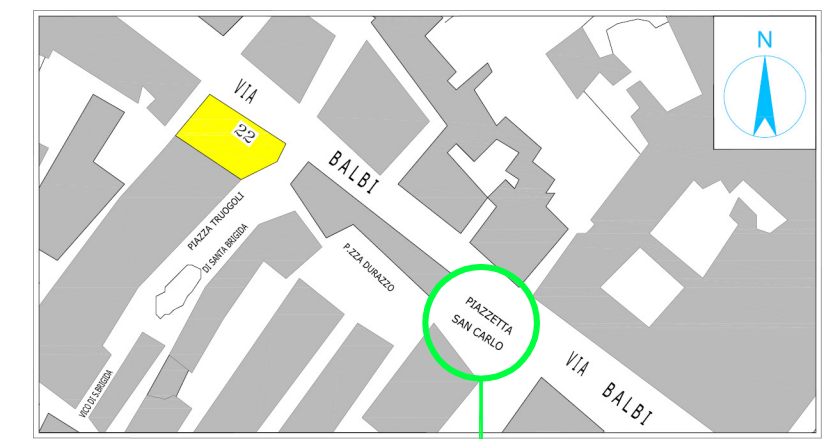 N
VIA
22
BALBI
PIAZZA TRUOGOLI
DI SANTA BRIGIDA
P.ZZA DURAZZO
PIAZZETTA
SAN CARLO
VIA BALBI
VICO DI S.BRIGIDA